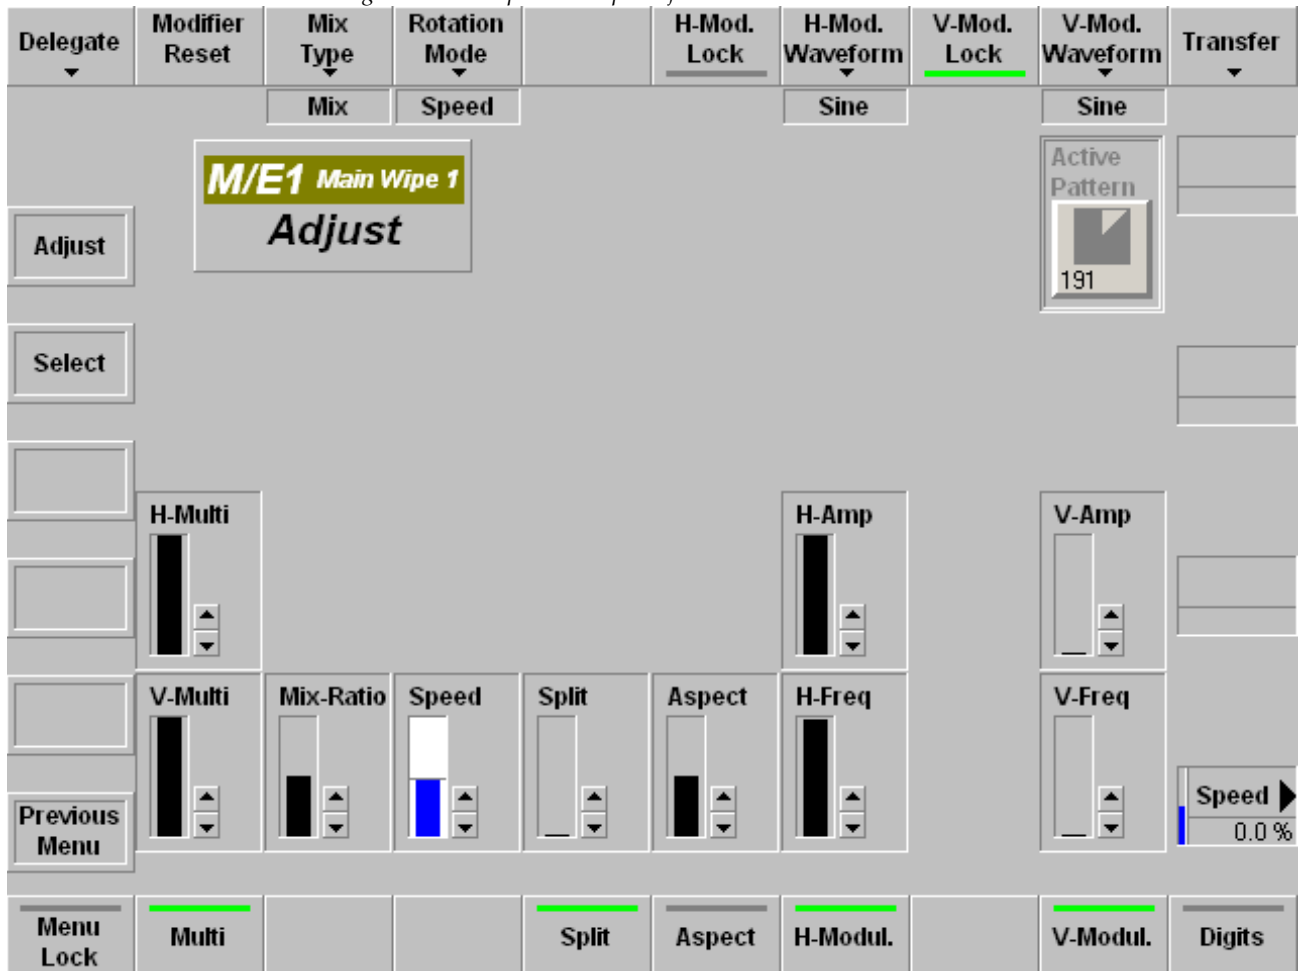 Delegate
Modifier
Reset
Mix
Type
Rotation
Mode
H-Mod.
Lock
H-Mod.
Waveform
V-Mod.
Lock
V-Mod.
Waveform
Transfer
Mix
Speed
Sine
Sine
M/E1 Main Wipe 1
Adjust
Active
Pattern
191
Adjust
Select
H-Multi
H-Amp
V-Amp
V-Multi
Mix-Ratio
Speed
Split
Aspect
H-Freq
V-Freq
Previous
Menu
Speed
0.0 %
Menu
Lock
Multi
Split
Aspect
H-Modul.
V-Modul.
Digits